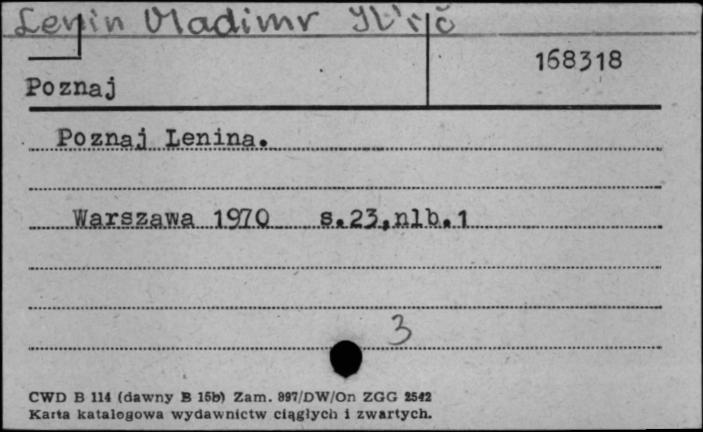 Lenin Vladimir Il'ič
168318
Poznaj
Poznaj Lenina.
Warszawa 1970 s.23,nlb.1
3
CWD B 114 (dawny B 15b) Zam. 897/DW/On ZGG 2542
Karta katalogowa wydawnictw ciągłych i zwartych.